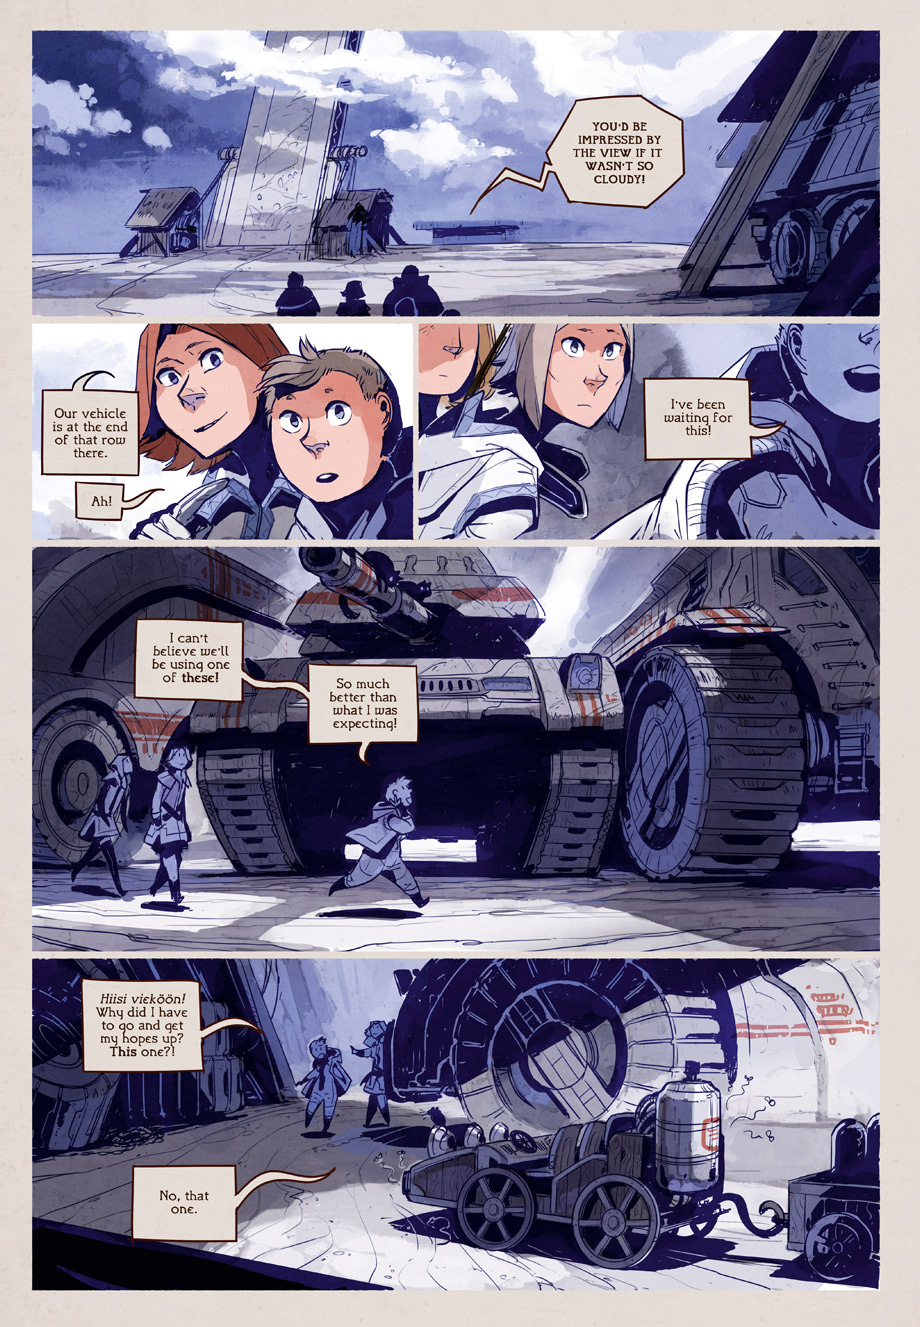 YOU'D BE
IMPRESSED BY
THE VIEW IF IT
WASN'T SO
CLOUDY!
Our vehicle
is at the end
of that row
there.
Ah!
I've been
waiting for
this!
I can't
believe we'll
be using one
of these!
So much
better than
what I was
expecting!
Hiisi vieköön!
Why did I have
to go and get
my hopes up?
This one?!
No, that
one.